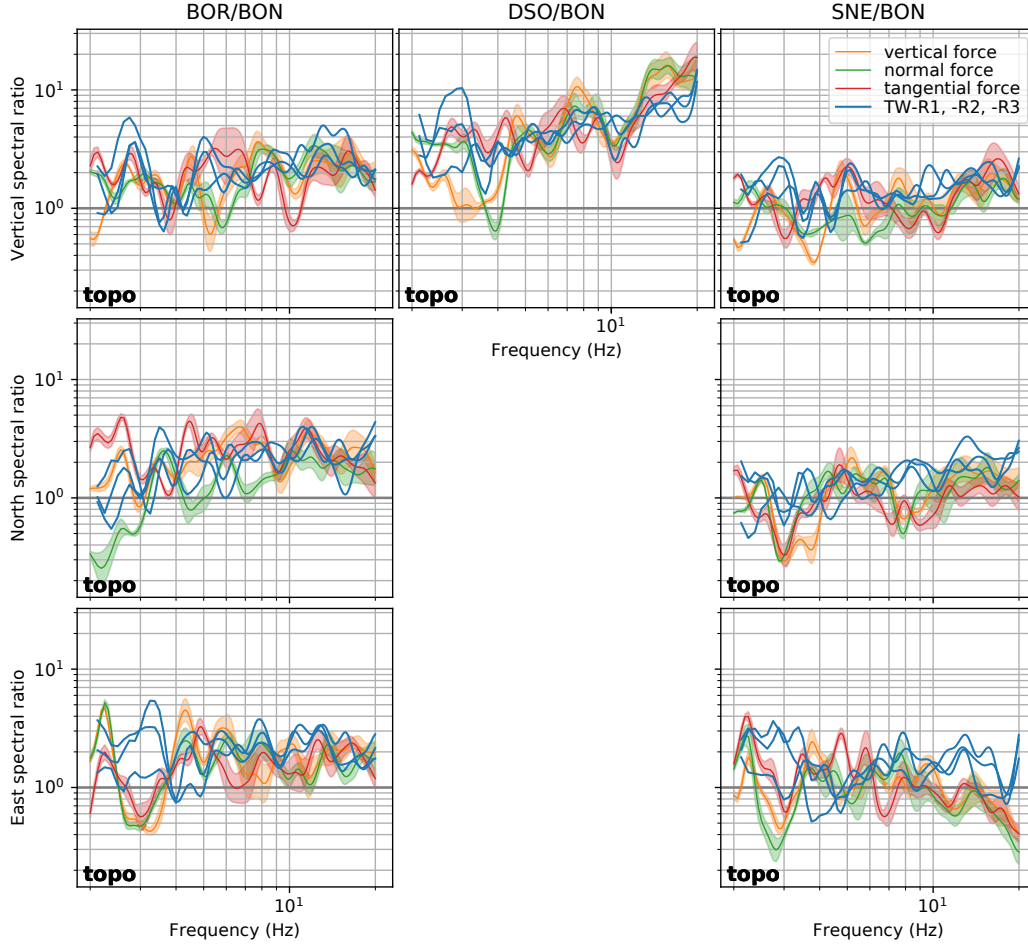 BOR/BON
DSO/BON
SNE/BON
Vertical spectral ratio
10¹
10⁰
topo
topo
10¹
Frequency (Hz)
vertical force
normal force
tangential force
TW-R1, -R2, -R3
topo
North spectral ratio
10¹
10⁰
topo
topo
East spectral ratio
10¹
10⁰
topo
10¹
Frequency (Hz)
topo
10¹
Frequency (Hz)